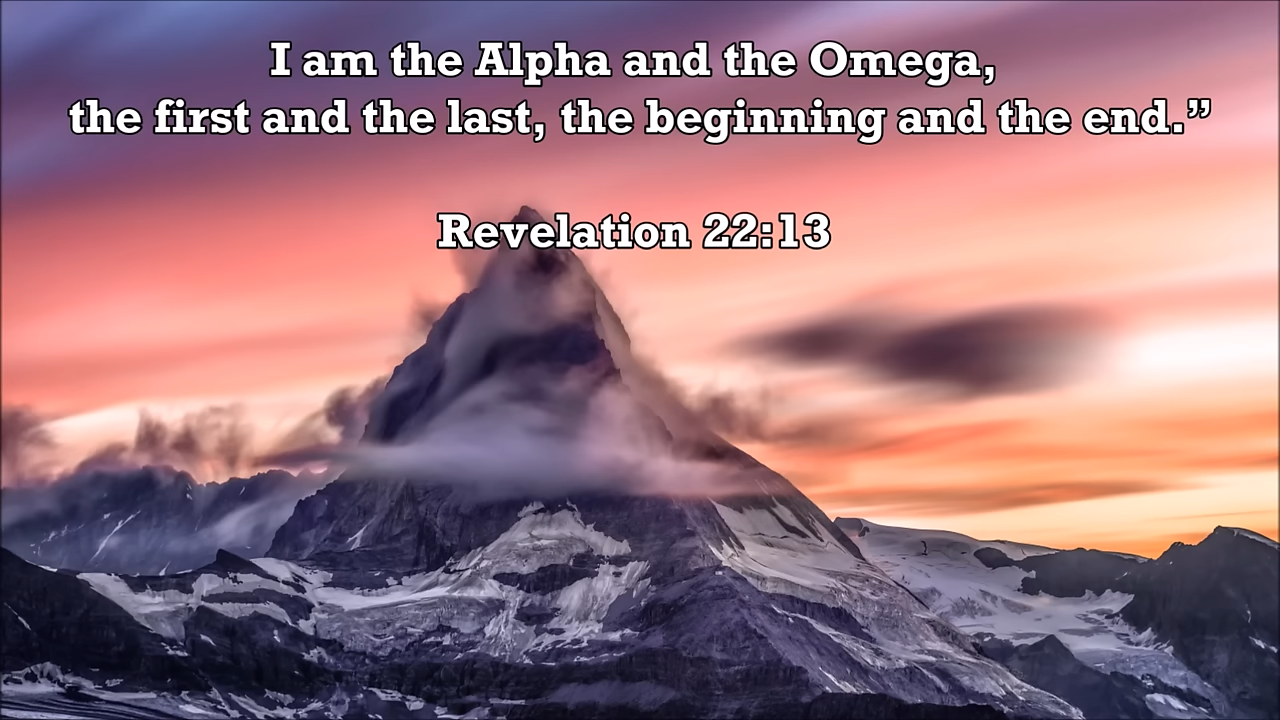 I am the Alpha and the Omega,
the first and the last, the beginning and the end.”
Revelation 22:13